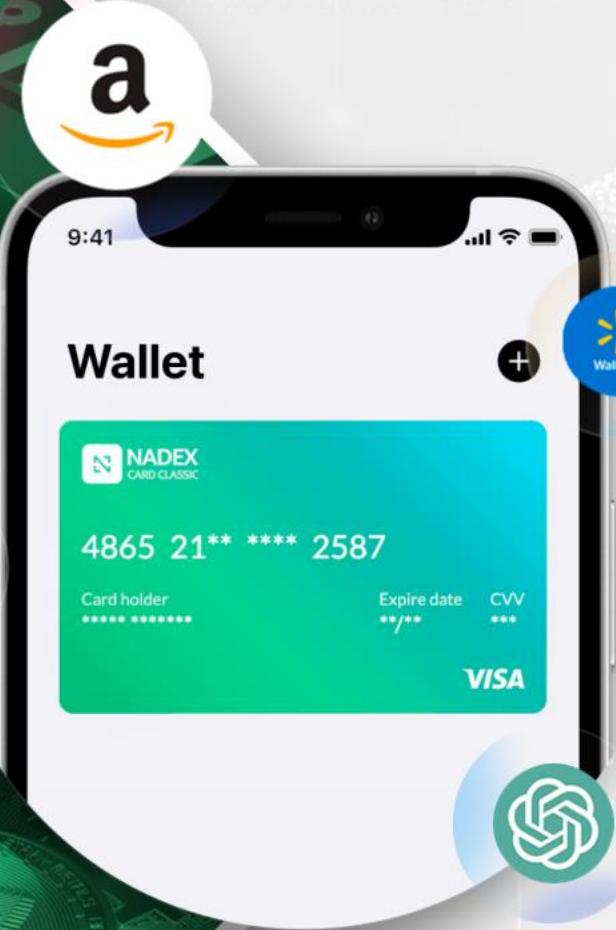 a
9:41
Wallet
NADEX
CARD CLASSIC
4865 21** **** 2587
Card holder
***** *******
Expire date CVV
**/** ***
VISA